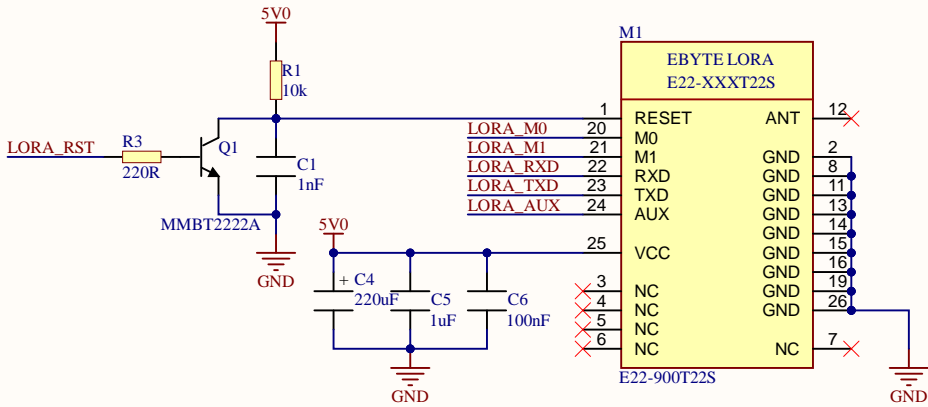 5V0
R1
10k
LORA_RST
R3
220R
Q1
MMBT2222A
C1
1nF
GND
5V0
+ C4
220uF
C5
1uF
C6
100nF
GND
M1
EBYTE LORA
E22-XXXT22S
1 RESET ANT 12
LORA_M0 20 M0
LORA_M1 21 M1 GND 2
LORA_RXD 22 RXD GND 8
LORA_TXD 23 TXD GND 11
LORA_AUX 24 AUX GND 13
GND 14
25 VCC GND 15
GND 16
3 NC GND 19
4 NC GND 26
5 NC
6 NC NC 7
E22-900T22S
GND